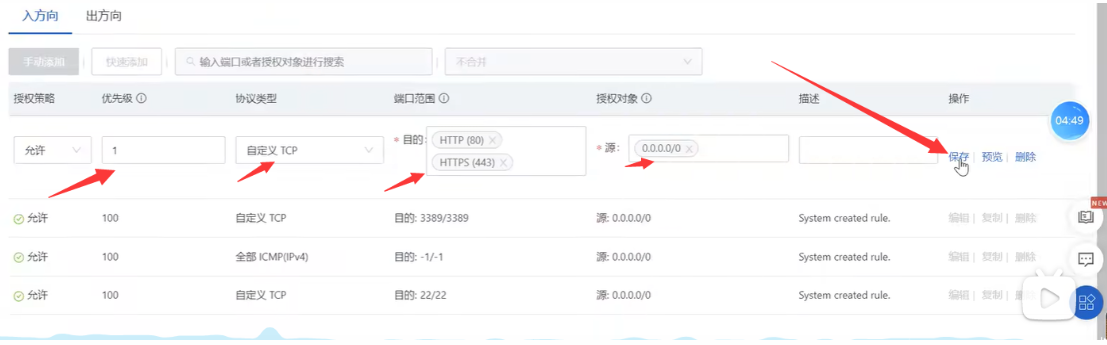 入方向 出方向
手动添加 快速添加 输入端口或者授权对象进行搜索 不合并
授权策略 优先级 协议类型 端口范围 授权对象 描述 操作
04:49
允许 1 自定义 TCP * 目的: HTTP (80) × * 源: 0.0.0.0/0 × 保存 | 预览 | 删除
HTTPS (443) ×
NEW
允许 100 自定义 TCP 目的: 3389/3389 源: 0.0.0.0/0 System created rule. 编辑 | 复制 | 删除
允许 100 全部 ICMP(IPv4) 目的: -1/-1 源: 0.0.0.0/0 System created rule. 编辑 | 复制 | 删除
允许 100 自定义 TCP 目的: 22/22 源: 0.0.0.0/0 System created rule. 编辑 | 复制 | 删除